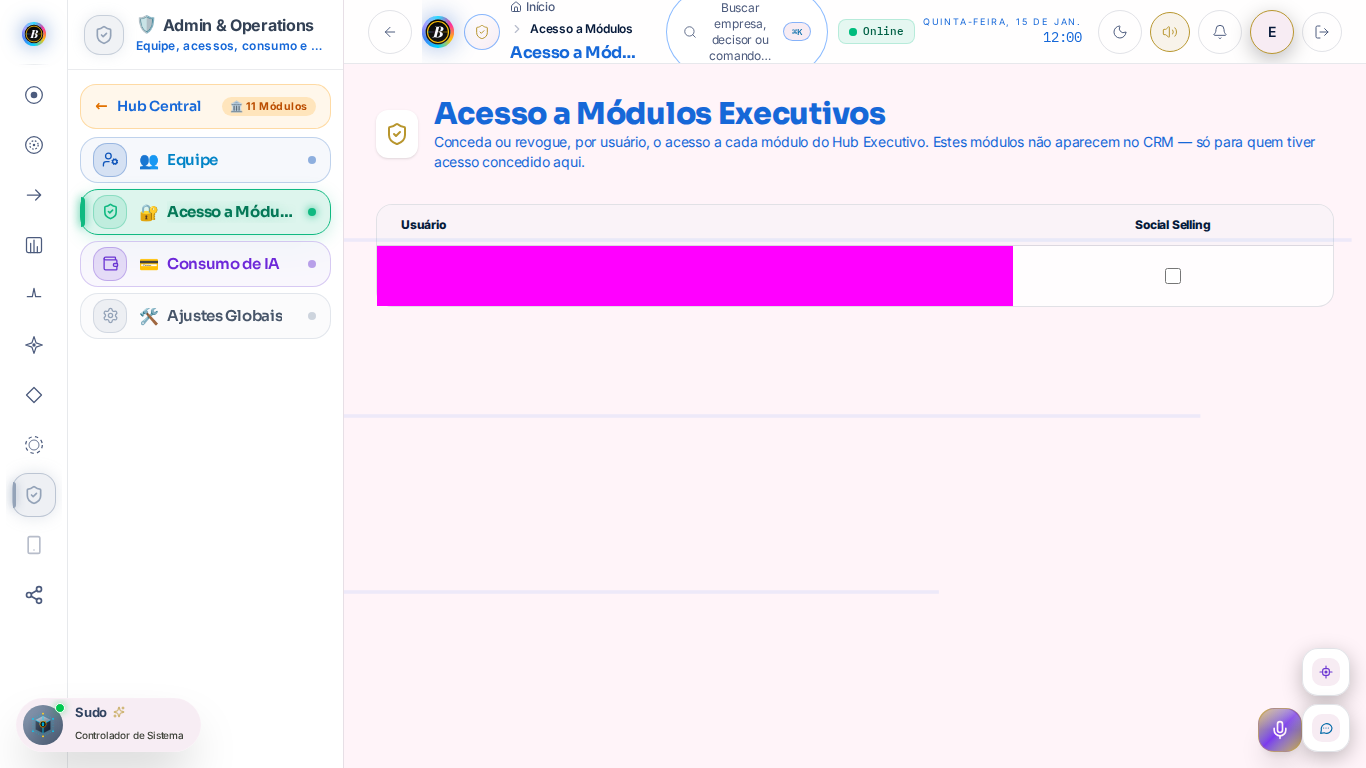 B
🛡️ Admin & Operations
Equipe, acessos, consumo e ...
← Hub Central
🏛️ 11 Módulos
👥 Equipe
🔐 Acesso a Módu...
💳 Consumo de IA
🛠️ Ajustes Globais
Sudo
Controlador de Sistema
B
Início
Acesso a Módulos
Acesso a Mód...
Buscar
empresa,
decisor ou
comando...
⌘K
Online
QUINTA-FEIRA, 15 DE JAN.
12:00
E
Acesso a Módulos Executivos
Conceda ou revogue, por usuário, o acesso a cada módulo do Hub Executivo. Estes módulos não aparecem no CRM — só para quem tiver
acesso concedido aqui.
Usuário
Social Selling